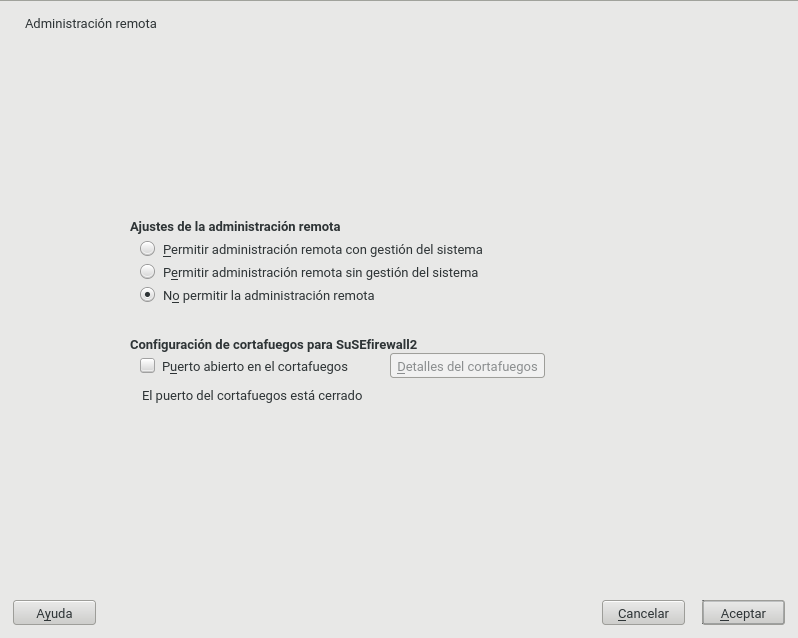 Administración remota
Ajustes de la administración remota
Permitir administración remota con gestión del sistema
Permitir administración remota sin gestión del sistema
No permitir la administración remota
Configuración de cortafuegos para SuSEfirewall2
Puerto abierto en el cortafuegos Detalles del cortafuegos
El puerto del cortafuegos está cerrado
Ayuda Cancelar Aceptar